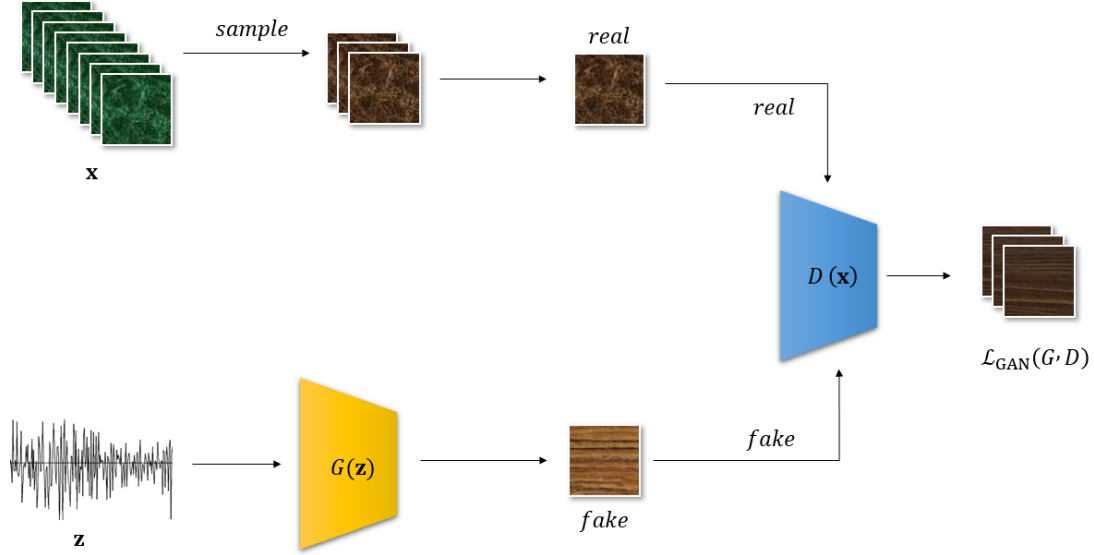 sample
real
real
𝐱
D (𝐱)
ℒGAN(G, D)
G(𝐳)
fake
fake
𝐳